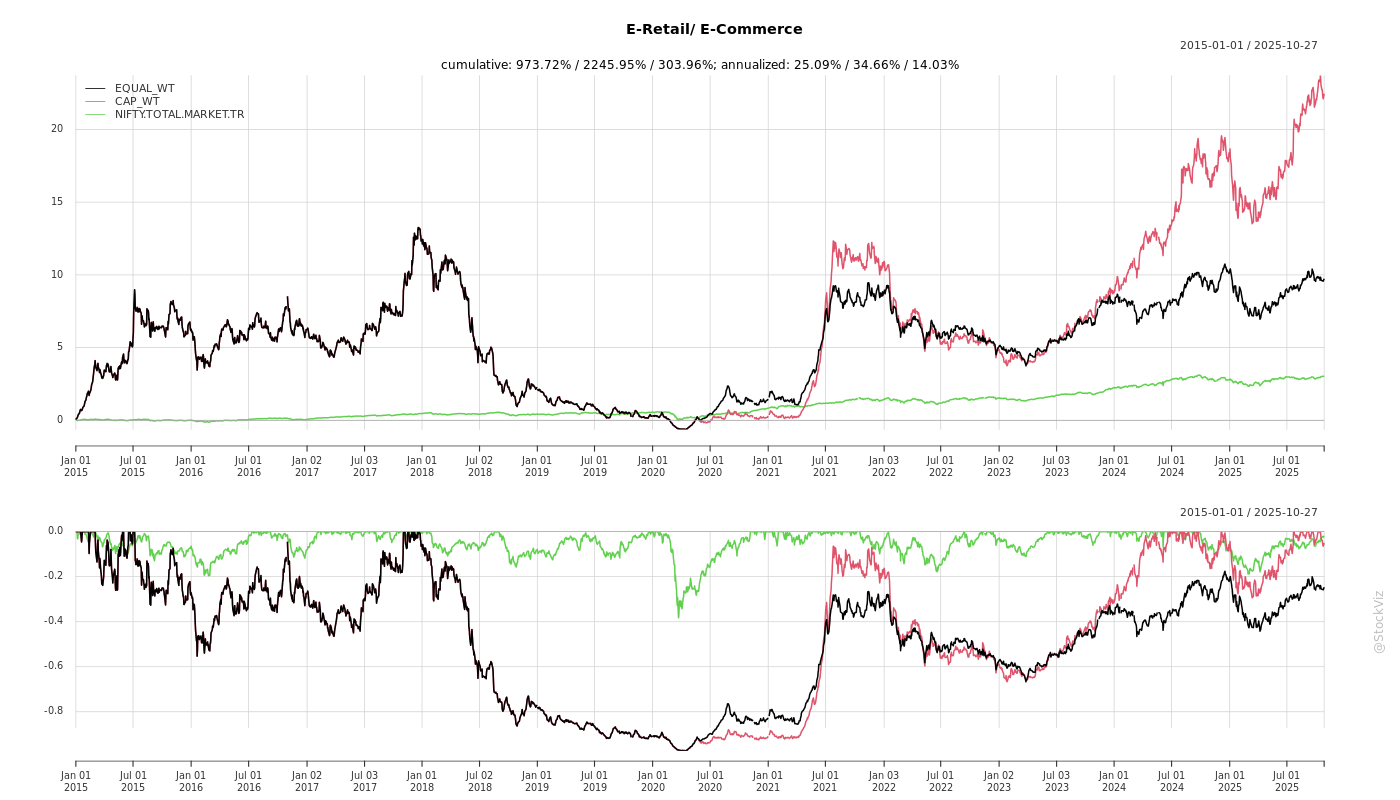 E-Retail/ E-Commerce
2015-01-01 / 2025-10-27
cumulative: 973.72% / 2245.95% / 303.96%; annualized: 25.09% / 34.66% / 14.03%
EQUAL_WT
CAP_WT
NIFTY.TOTAL.MARKET.TR
20
15
10
5
0
Jan 01 Jul 01 Jan 01 Jul 01 Jan 02 Jul 03 Jan 01 Jul 02 Jan 01 Jul 01 Jan 01 Jul 01 Jan 01 Jul 01 Jan 03 Jul 01 Jan 02 Jul 03 Jan 01 Jul 01 Jan 01 Jul 01
2015 2015 2016 2016 2017 2017 2018 2018 2019 2019 2020 2020 2021 2021 2022 2022 2023 2023 2024 2024 2025 2025
2015-01-01 / 2025-10-27
0.0
-0.2
-0.4
-0.6
-0.8
Jan 01 Jul 01 Jan 01 Jul 01 Jan 02 Jul 03 Jan 01 Jul 02 Jan 01 Jul 01 Jan 01 Jul 01 Jan 01 Jul 01 Jan 03 Jul 01 Jan 02 Jul 03 Jan 01 Jul 01 Jan 01 Jul 01
2015 2015 2016 2016 2017 2017 2018 2018 2019 2019 2020 2020 2021 2021 2022 2022 2023 2023 2024 2024 2025 2025
@StockViz